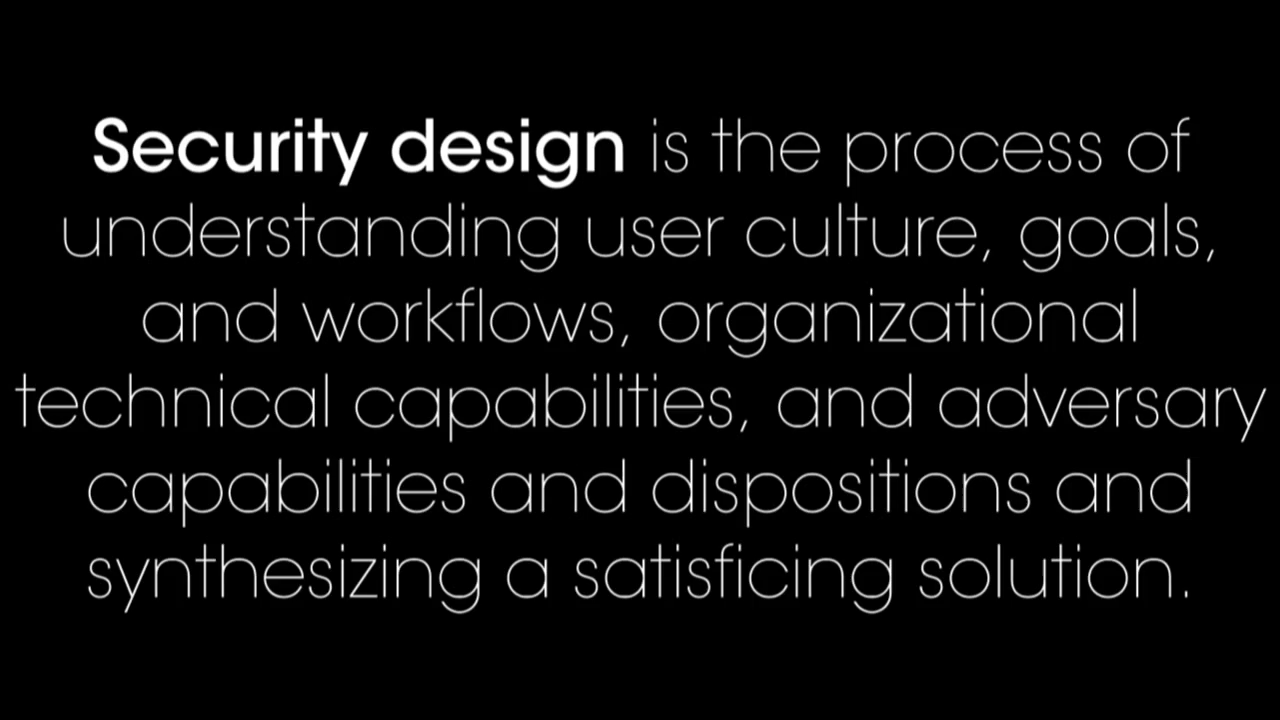 Security design is the process of
understanding user culture, goals,
and workflows, organizational
technical capabilities, and adversary
capabilities and dispositions and
synthesizing a satisficing solution.